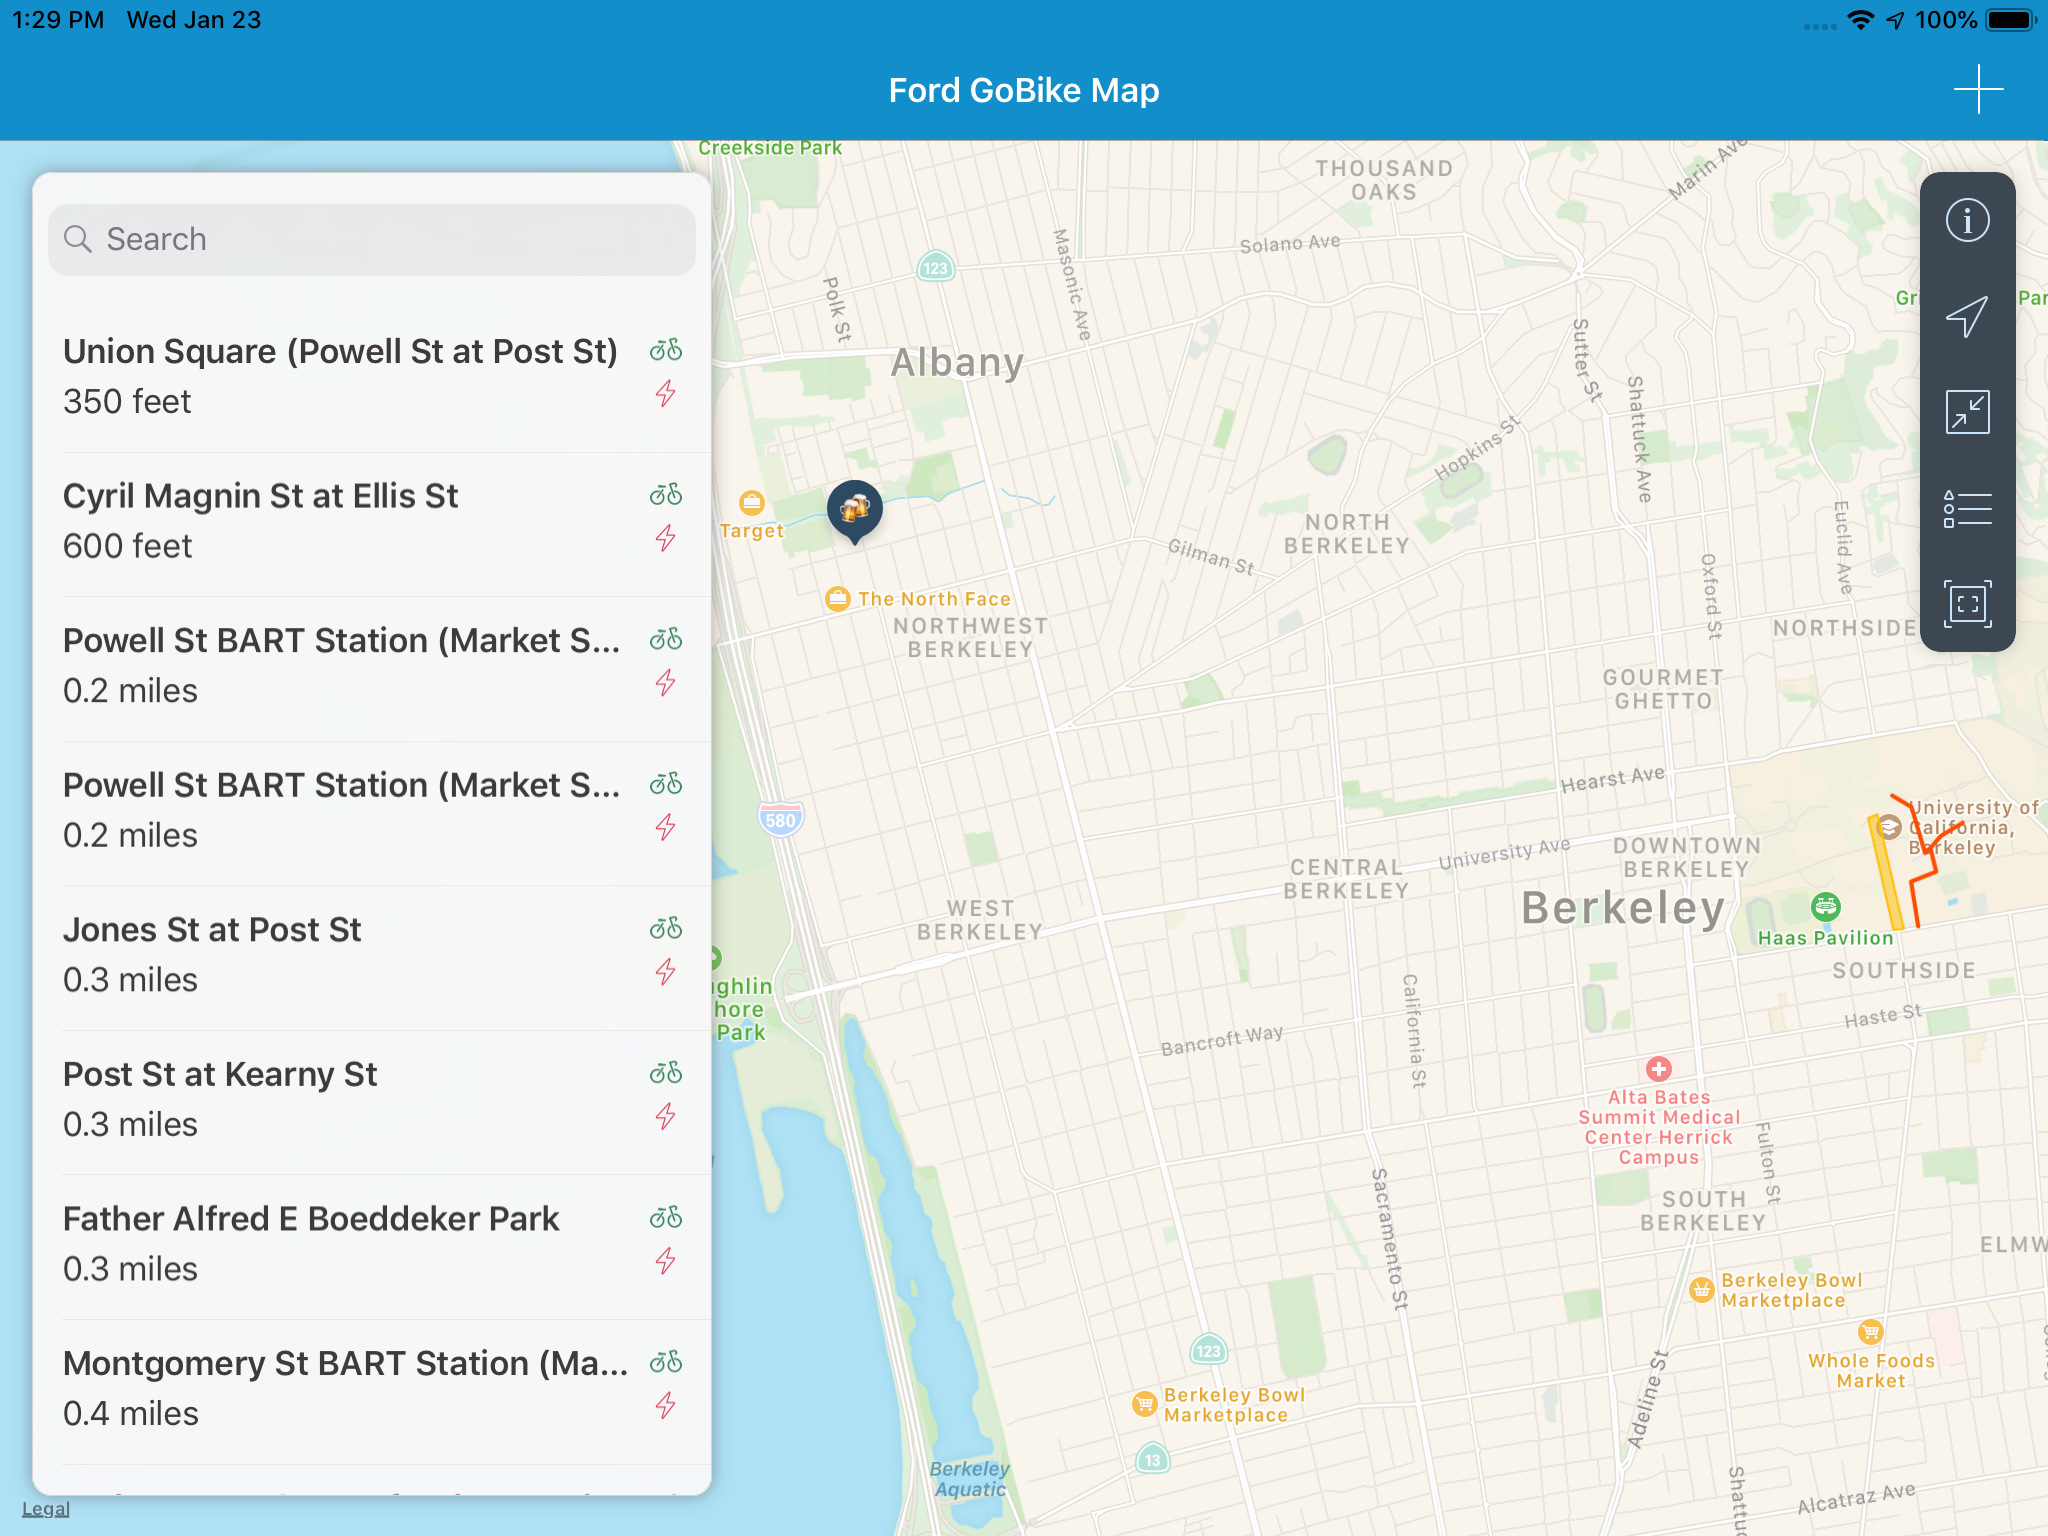 1:29 PM Wed Jan 23
100%
Ford GoBike Map
Search
Union Square (Powell St at Post St)
350 feet
Cyril Magnin St at Ellis St
600 feet
Powell St BART Station (Market S...
0.2 miles
Powell St BART Station (Market S...
0.2 miles
Jones St at Post St
0.3 miles
Post St at Kearny St
0.3 miles
Father Alfred E Boeddeker Park
0.3 miles
Montgomery St BART Station (Ma...
0.4 miles
Legal
Creekside Park
THOUSAND
OAKS
Marin Ave
Solano Ave
Masonic Ave
123
Polk St
Albany
Sutter St
Shattuck Ave
Hopkins St
Target
NORTH
BERKELEY
Gilman St
Euclid Ave
Oxford St
The North Face
NORTHWEST
BERKELEY
NORTHSIDE
GOURMET
GHETTO
Hearst Ave
580
University of
California,
Berkeley
University Ave
DOWNTOWN
BERKELEY
CENTRAL
BERKELEY
Berkeley
WEST
BERKELEY
Haas Pavilion
SOUTHSIDE
ghlin
hore
Park
California St
Haste St
Bancroft Way
Alta Bates
Summit Medical
Center Herrick
Campus
Fulton St
Sacramento St
SOUTH
BERKELEY
ELMW
Berkeley Bowl
Marketplace
Whole Foods
Market
123
Adeline St
Berkeley Bowl
Marketplace
13
Berkeley
Aquatic
Shattuc
Alcatraz Ave